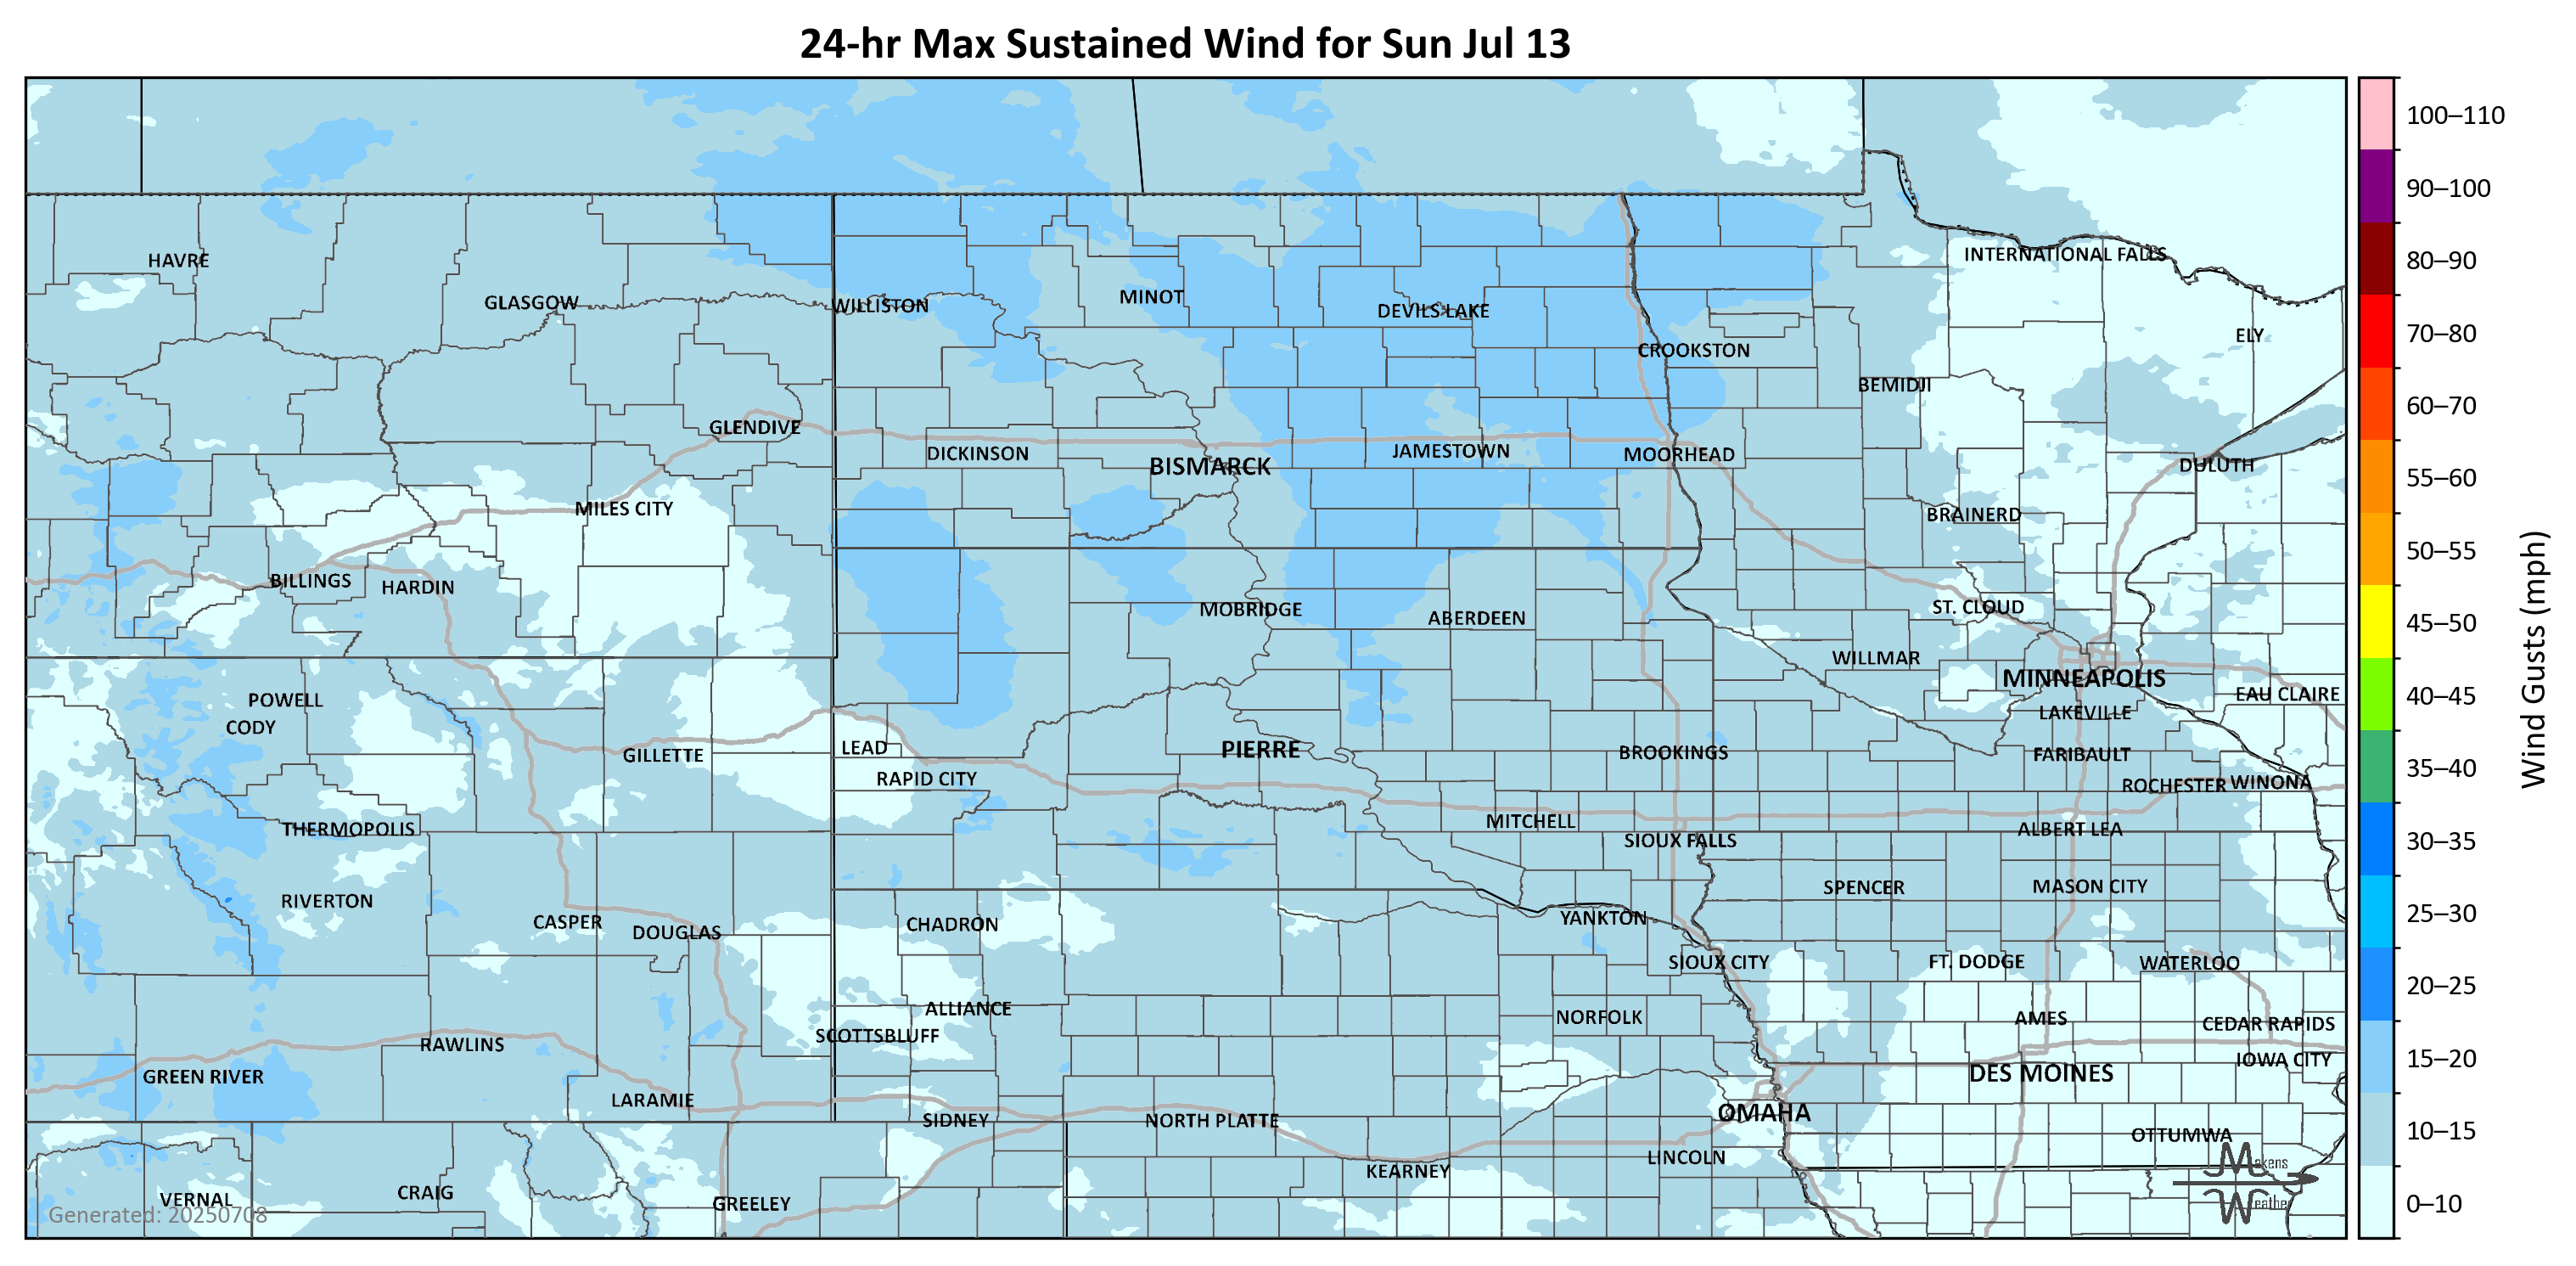 24-hr Max Sustained Wind for Sun Jul 13
100–110
90–100
80–90
70–80
60–70
55–60
50–55
45–50
40–45
35–40
30–35
25–30
20–25
15–20
10–15
0–10
Wind Gusts (mph)
HAVRE
INTERNATIONAL FALLS
GLASGOW
WILLISTON
MINOT
DEVILS LAKE
ELY
CROOKSTON
BEMIDJI
GLENDIVE
DICKINSON
BISMARCK
JAMESTOWN
MOORHEAD
DULUTH
MILES CITY
BRAINERD
BILLINGS
HARDIN
MOBRIDGE
ABERDEEN
ST. CLOUD
WILLMAR
MINNEAPOLIS
EAU CLAIRE
POWELL
CODY
LAKEVILLE
GILLETTE
LEAD
PIERRE
BROOKINGS
FARIBAULT
RAPID CITY
ROCHESTER
WINONA
THERMOPOLIS
MITCHELL
SIOUX FALLS
ALBERT LEA
RIVERTON
SPENCER
MASON CITY
CASPER
DOUGLAS
CHADRON
YANKTON
SIOUX CITY
FT. DODGE
WATERLOO
ALLIANCE
SCOTTSBLUFF
NORFOLK
AMES
CEDAR RAPIDS
RAWLINS
IOWA CITY
GREEN RIVER
DES MOINES
LARAMIE
SIDNEY
NORTH PLATTE
OMAHA
OTTUMWA
KEARNEY
LINCOLN
VERNAL
CRAIG
GREELEY
Makens
Weather
Generated: 20250708